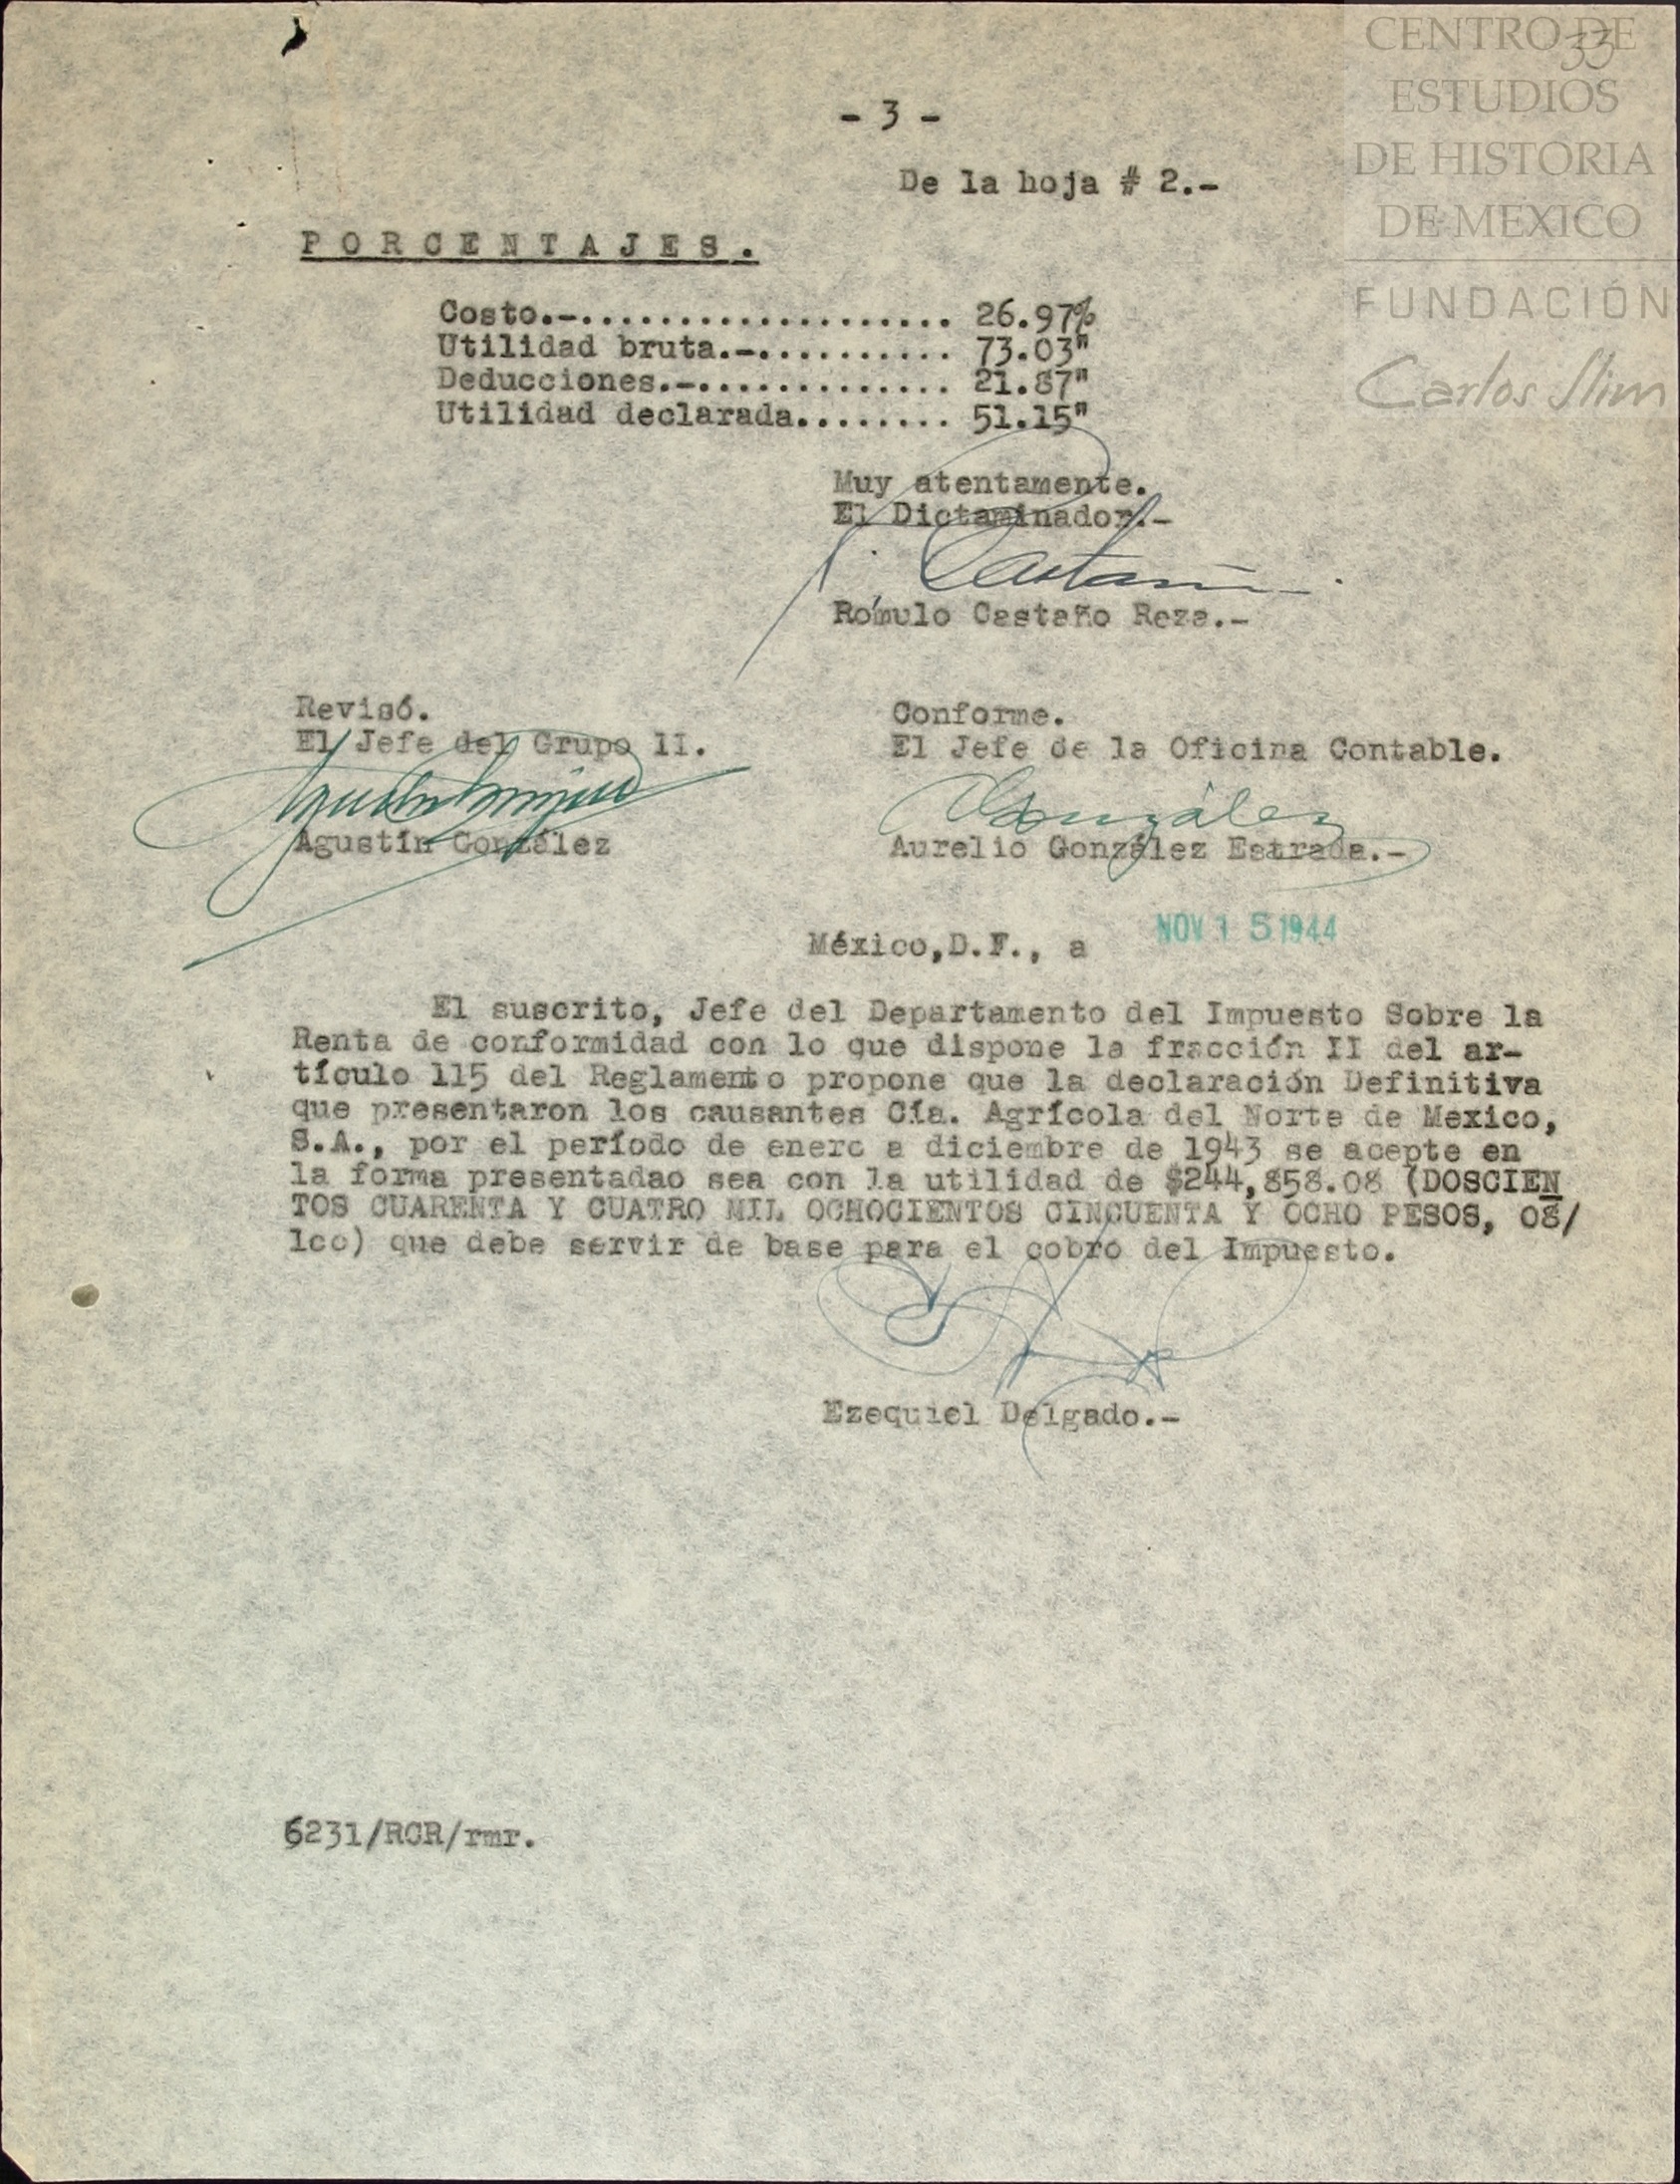 CENTRO DE
ESTUDIOS
DE HISTORIA
DE MEXICO
FUNDACIÓN
Carlos Slim
33
- 3 -
De la hoja # 2.-
P O R C E N T A J E S .
Costo.-.................... 26.97%
Utilidad bruta.-........... 73.03"
Deducciones.-.............. 21.87"
Utilidad declarada........ 51.15"
Muy atentamente.
El Dictaminador.-
Rómulo Castaño Reza.-
Revisó.
El Jefe del Grupo 11.
Agustín González
Conforme.
El Jefe de la Oficina Contable.
González
Aurelio González Estrada.-
México,D.F., a NOV 15 1944
El suscrito, Jefe del Departamento del Impuesto Sobre la
Renta de conformidad con lo que dispone la fracción II del ar-
tículo 115 del Reglamento propone que la declaración Definitiva
que presentaron los causantes Cía. Agrícola del Norte de Mexico,
S.A., por el período de enero a diciembre de 1943 se acepte en
la forma presentadao sea con la utilidad de $244,858.08 (DOSCIEN
TOS CUARENTA Y CUATRO MIL OCHOCIENTOS CINCUENTA Y OCHO PESOS, 08/
1oo) que debe servir de base para el cobro del Impuesto.
Ezequiel Delgado.-
6231/RCR/rmr.